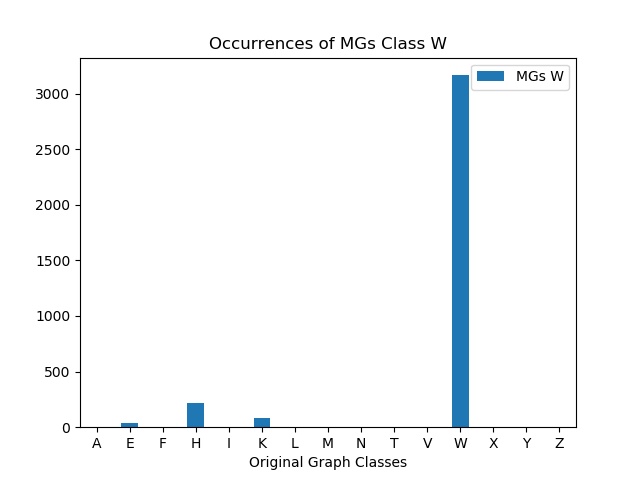 Occurrences of MGs Class W
MGs W
3000
2500
2000
1500
1000
500
0
A E F H I K L M N T V W X Y Z
Original Graph Classes